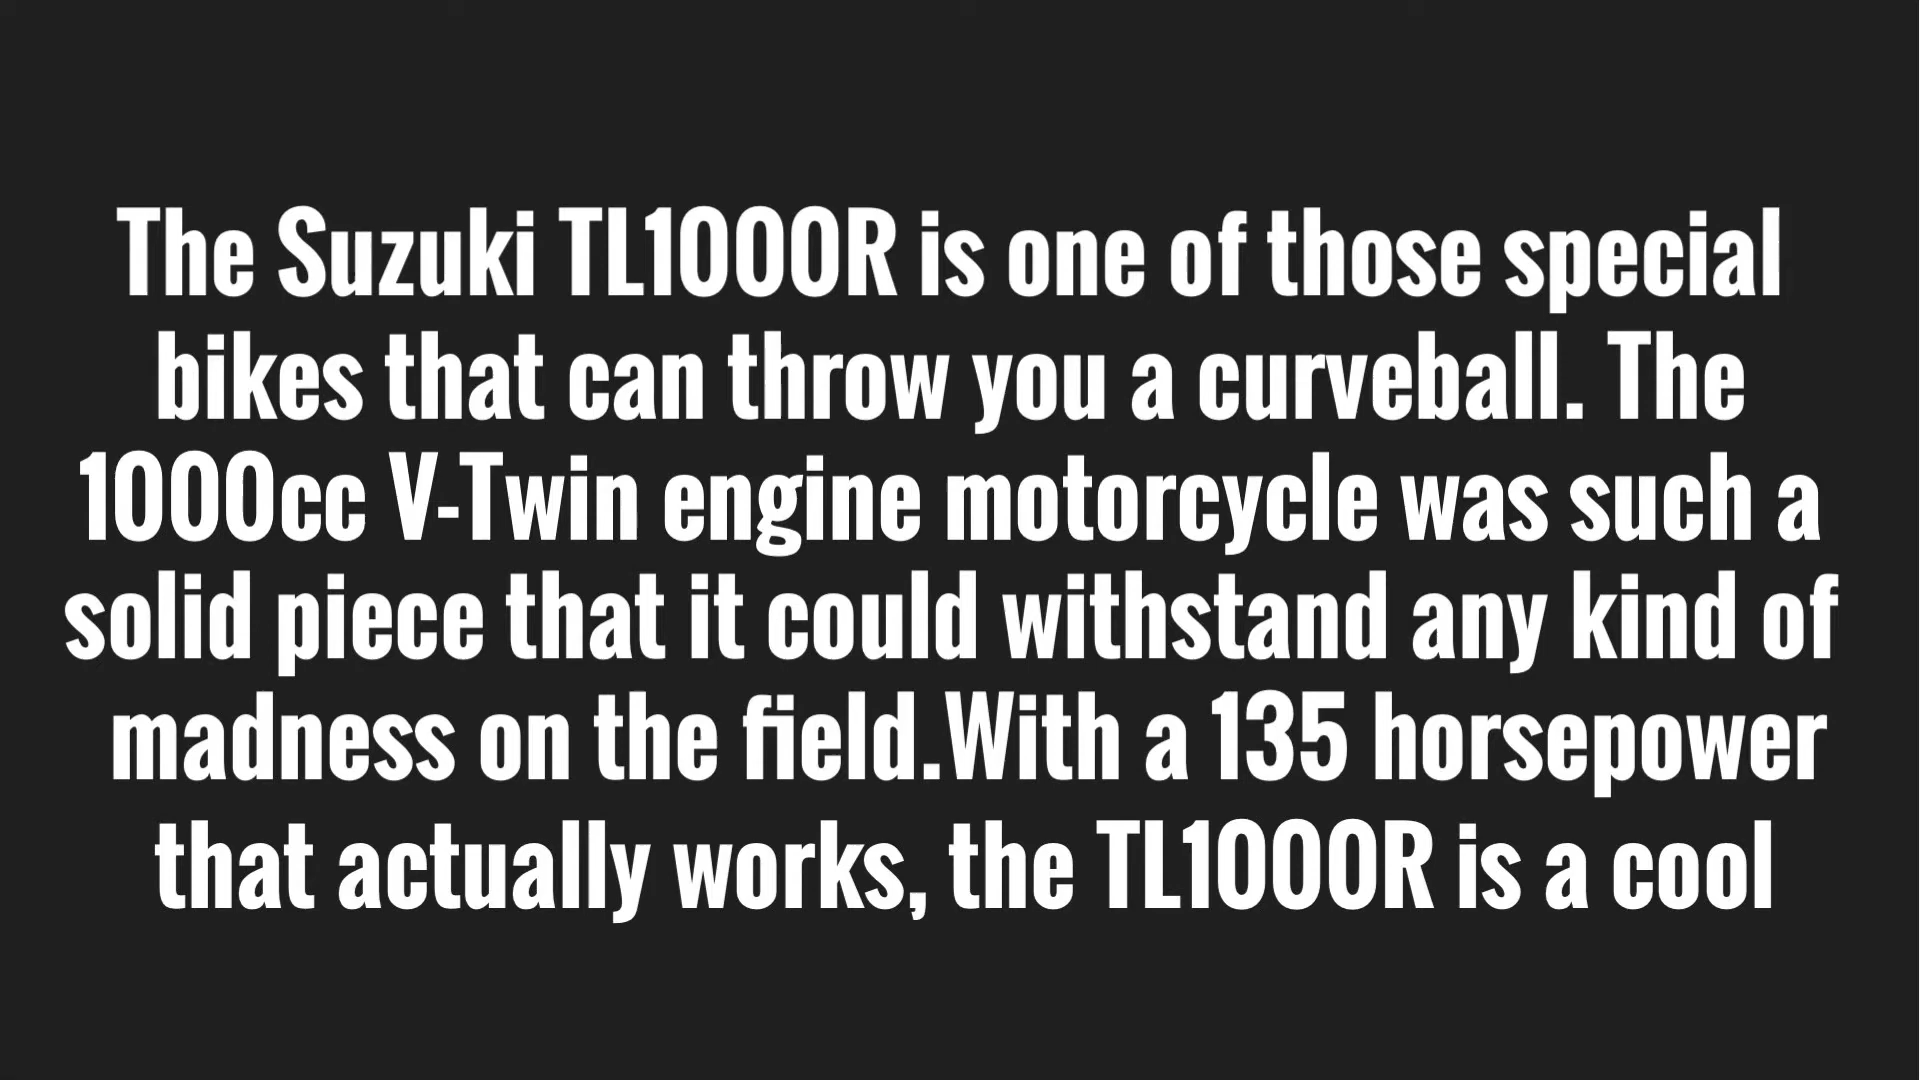 The Suzuki TL1000R is one of those special
bikes that can throw you a curveball. The
1000cc V-Twin engine motorcycle was such a
solid piece that it could withstand any kind of
madness on the field.With a 135 horsepower
that actually works, the TL1000R is a cool